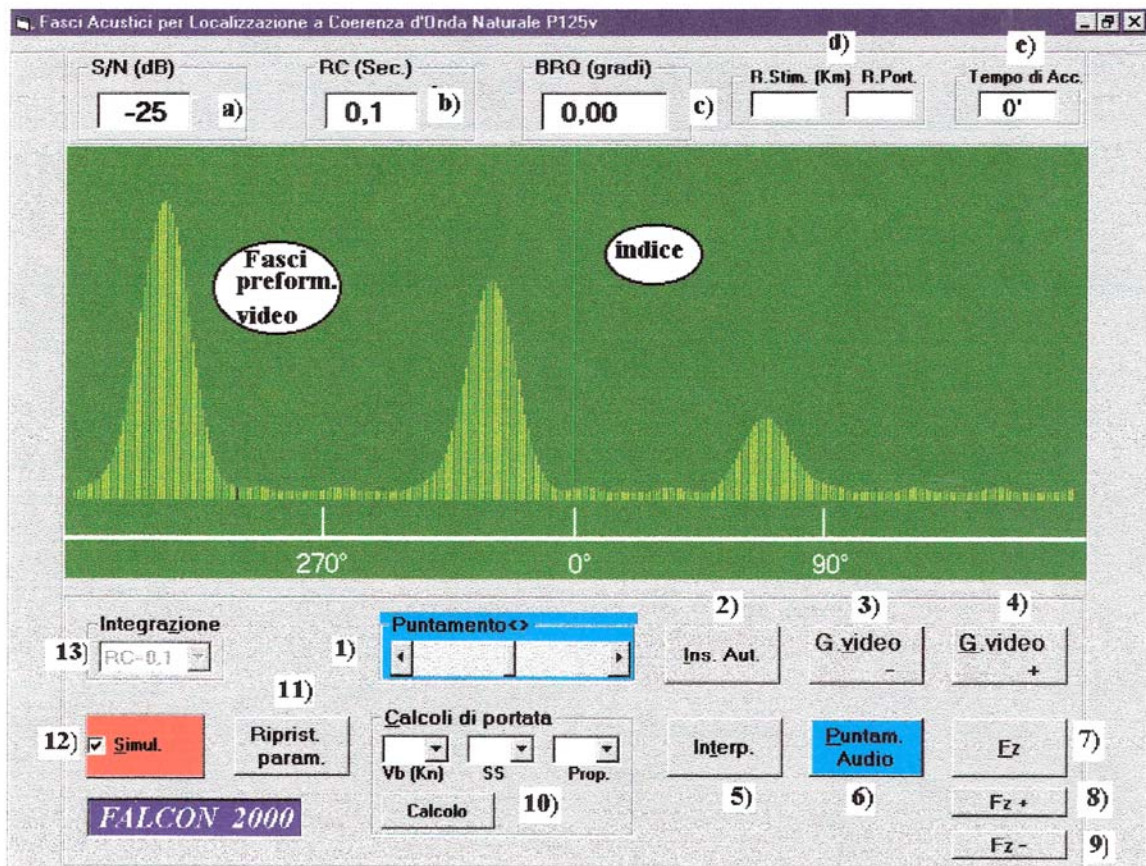 Fasci Acustici per Localizzazione a Coerenza d'Onda Naturale P125v
d) e)
S/N (dB) RC (Sec.) BRQ (gradi) R.Stim. (Km) R.Port. Tempo di Acc.
-25 a) 0,1 b) 0,00 c) 0'
Fasci
preform.
video
indice
270° 0° 90°
2) 3) 4)
Integrazione
13) RC-0,1
1) Puntamento<>
Ins. Aut.
G.video
-
G.video
+
11)
12) Simul.
Riprist.
param.
Calcoli di portata
Vb (Kn) SS Prop.
Calcolo 10)
Interp.
5)
Puntam.
Audio
6)
Fz 7)
Fz + 8)
Fz - 9)
FALCON 2000